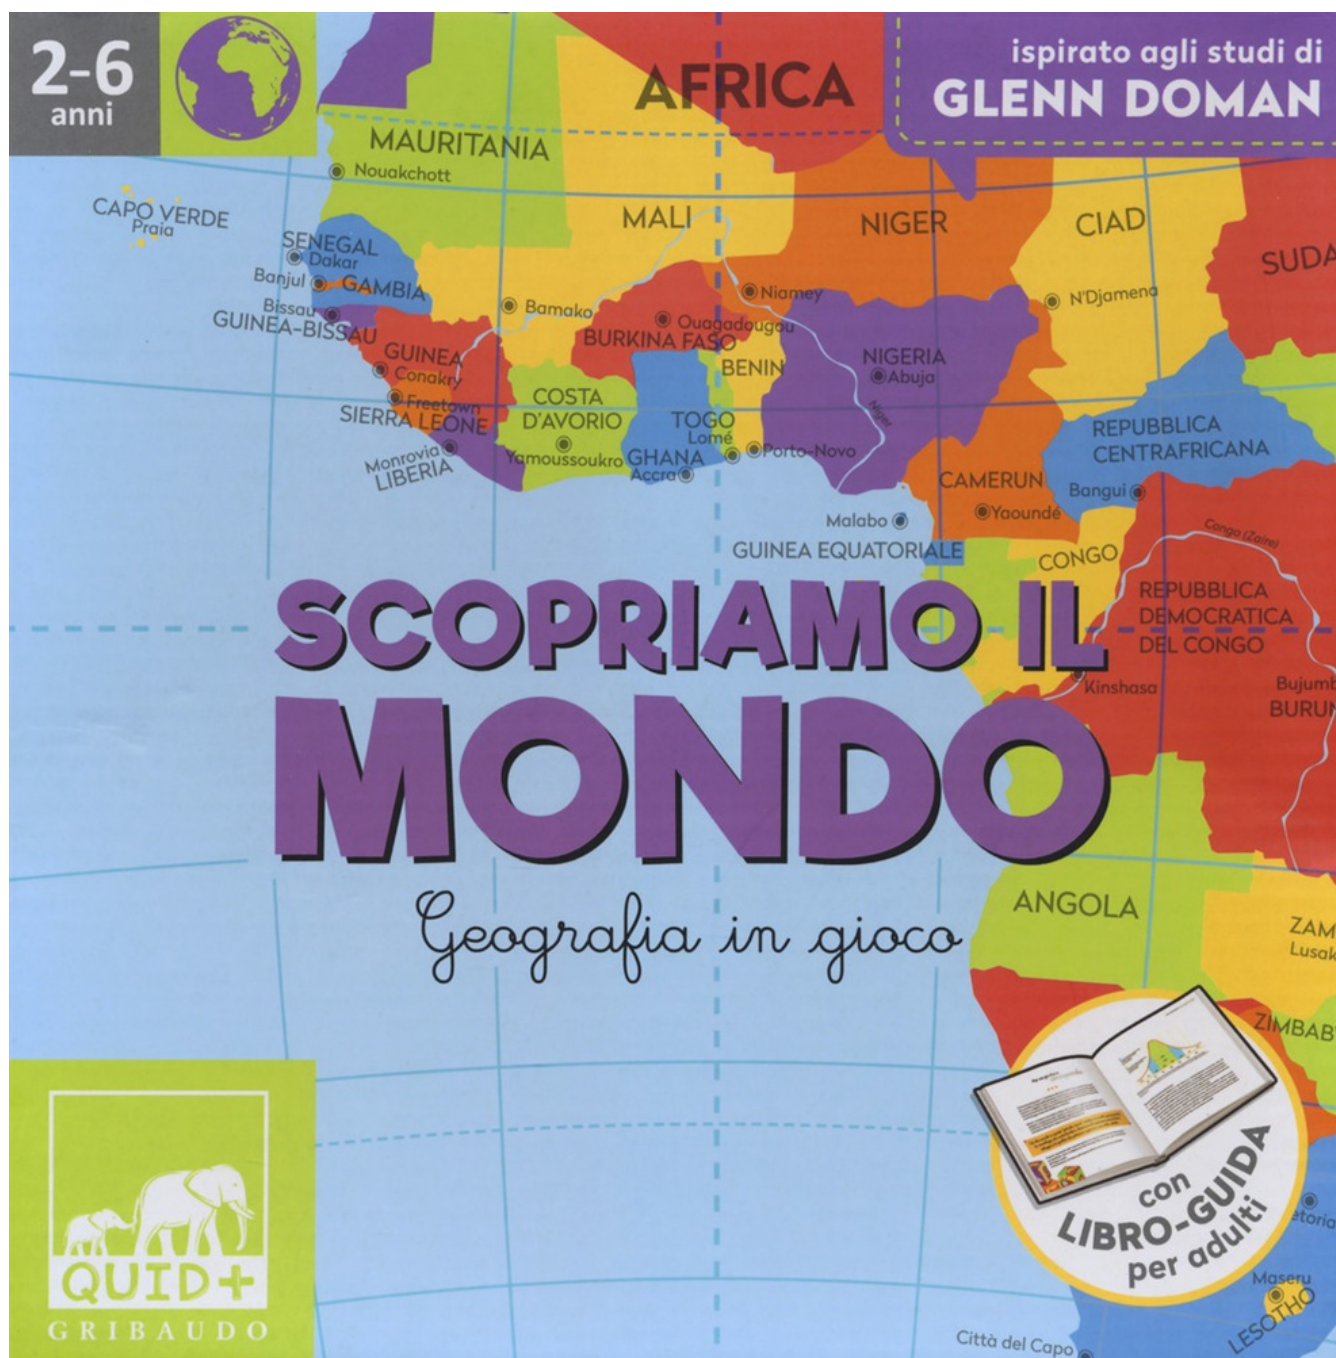 2-6
anni
ispirato agli studi di
GLENN DOMAN
AFRICA
MAURITANIA
Nouakchott
CAPO VERDE
Praia
MALI
NIGER
CIAD
SUDA
SENEGAL
Dakar
Banjul
GAMBIA
Bissau
GUINEA-BISSAU
Bamako
Niamey
N'Djamena
Ouagadougou
BURKINA FASO
GUINEA
Conakry
BENIN
NIGERIA
Abuja
Niger
Freetown
SIERRA LEONE
COSTA
D'AVORIO
Yamoussoukro
TOGO
Lomé
Porto-Novo
Monrovia
LIBERIA
GHANA
Accra
REPUBBLICA
CENTRAFRICANA
Bangui
CAMERUN
Yaoundé
Malabo
GUINEA EQUATORIALE
CONGO
Congo (Zaire)
REPUBBLICA
DEMOCRATICA
DEL CONGO
Kinshasa
Bujumb
BURUN
SCOPRIAMO IL
MONDO
Geografia in gioco
ANGOLA
ZAM
Lusak
ZIMBAB
con
LIBRO-GUIDA
per adulti
etoria
Maseru
LESOTHO
Città del Capo
QUID+
GRIBAUDO